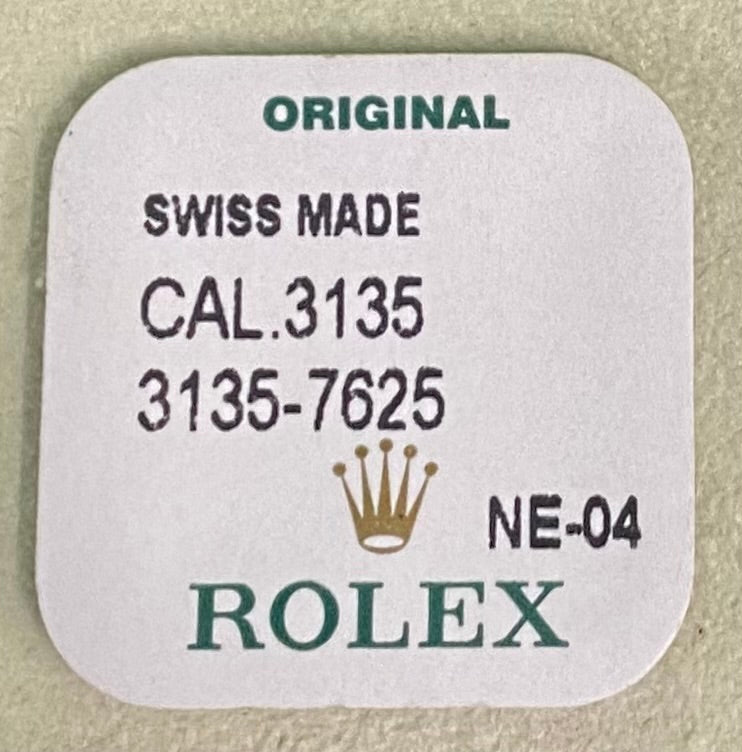 ORIGINAL
SWISS MADE
CAL.3135
3135-7625
NE-04
ROLEX